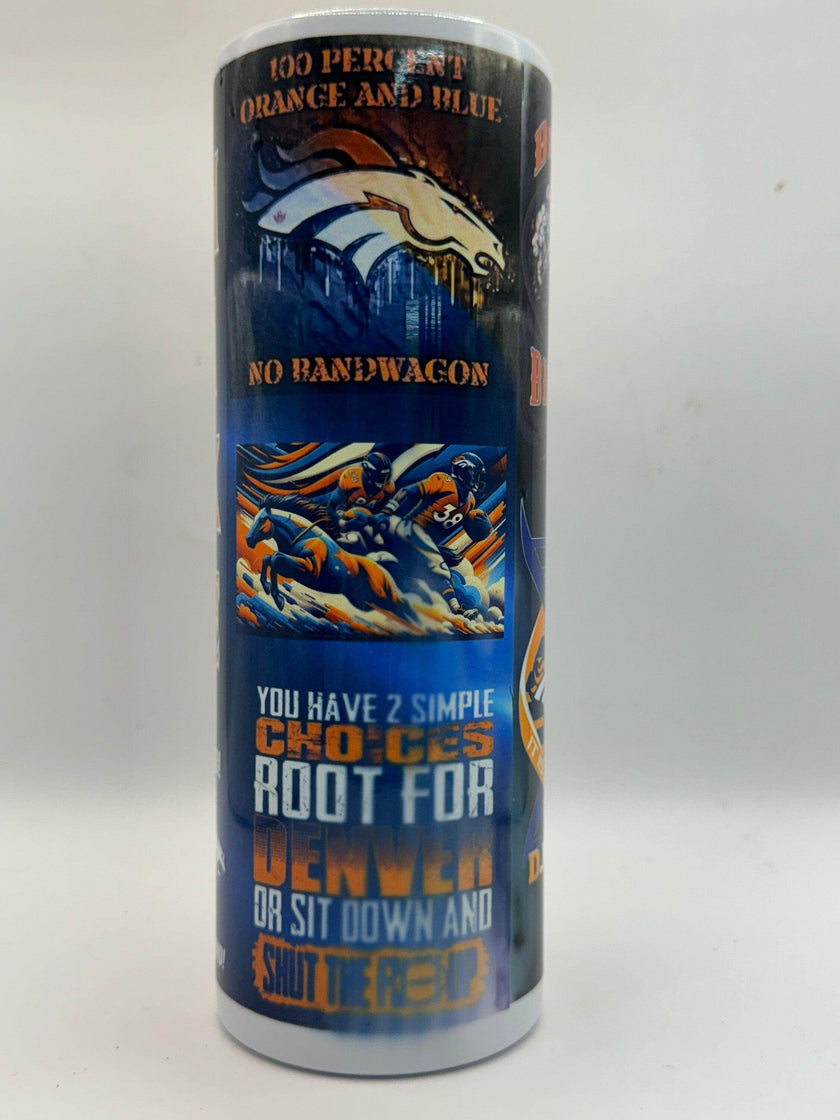 100 PERCENT
ORANGE AND BLUE
NO BANDWAGON
38
YOU HAVE 2 SIMPLE
CHOICES
ROOT FOR
DENVER
OR SIT DOWN AND
SHUT THE
UP